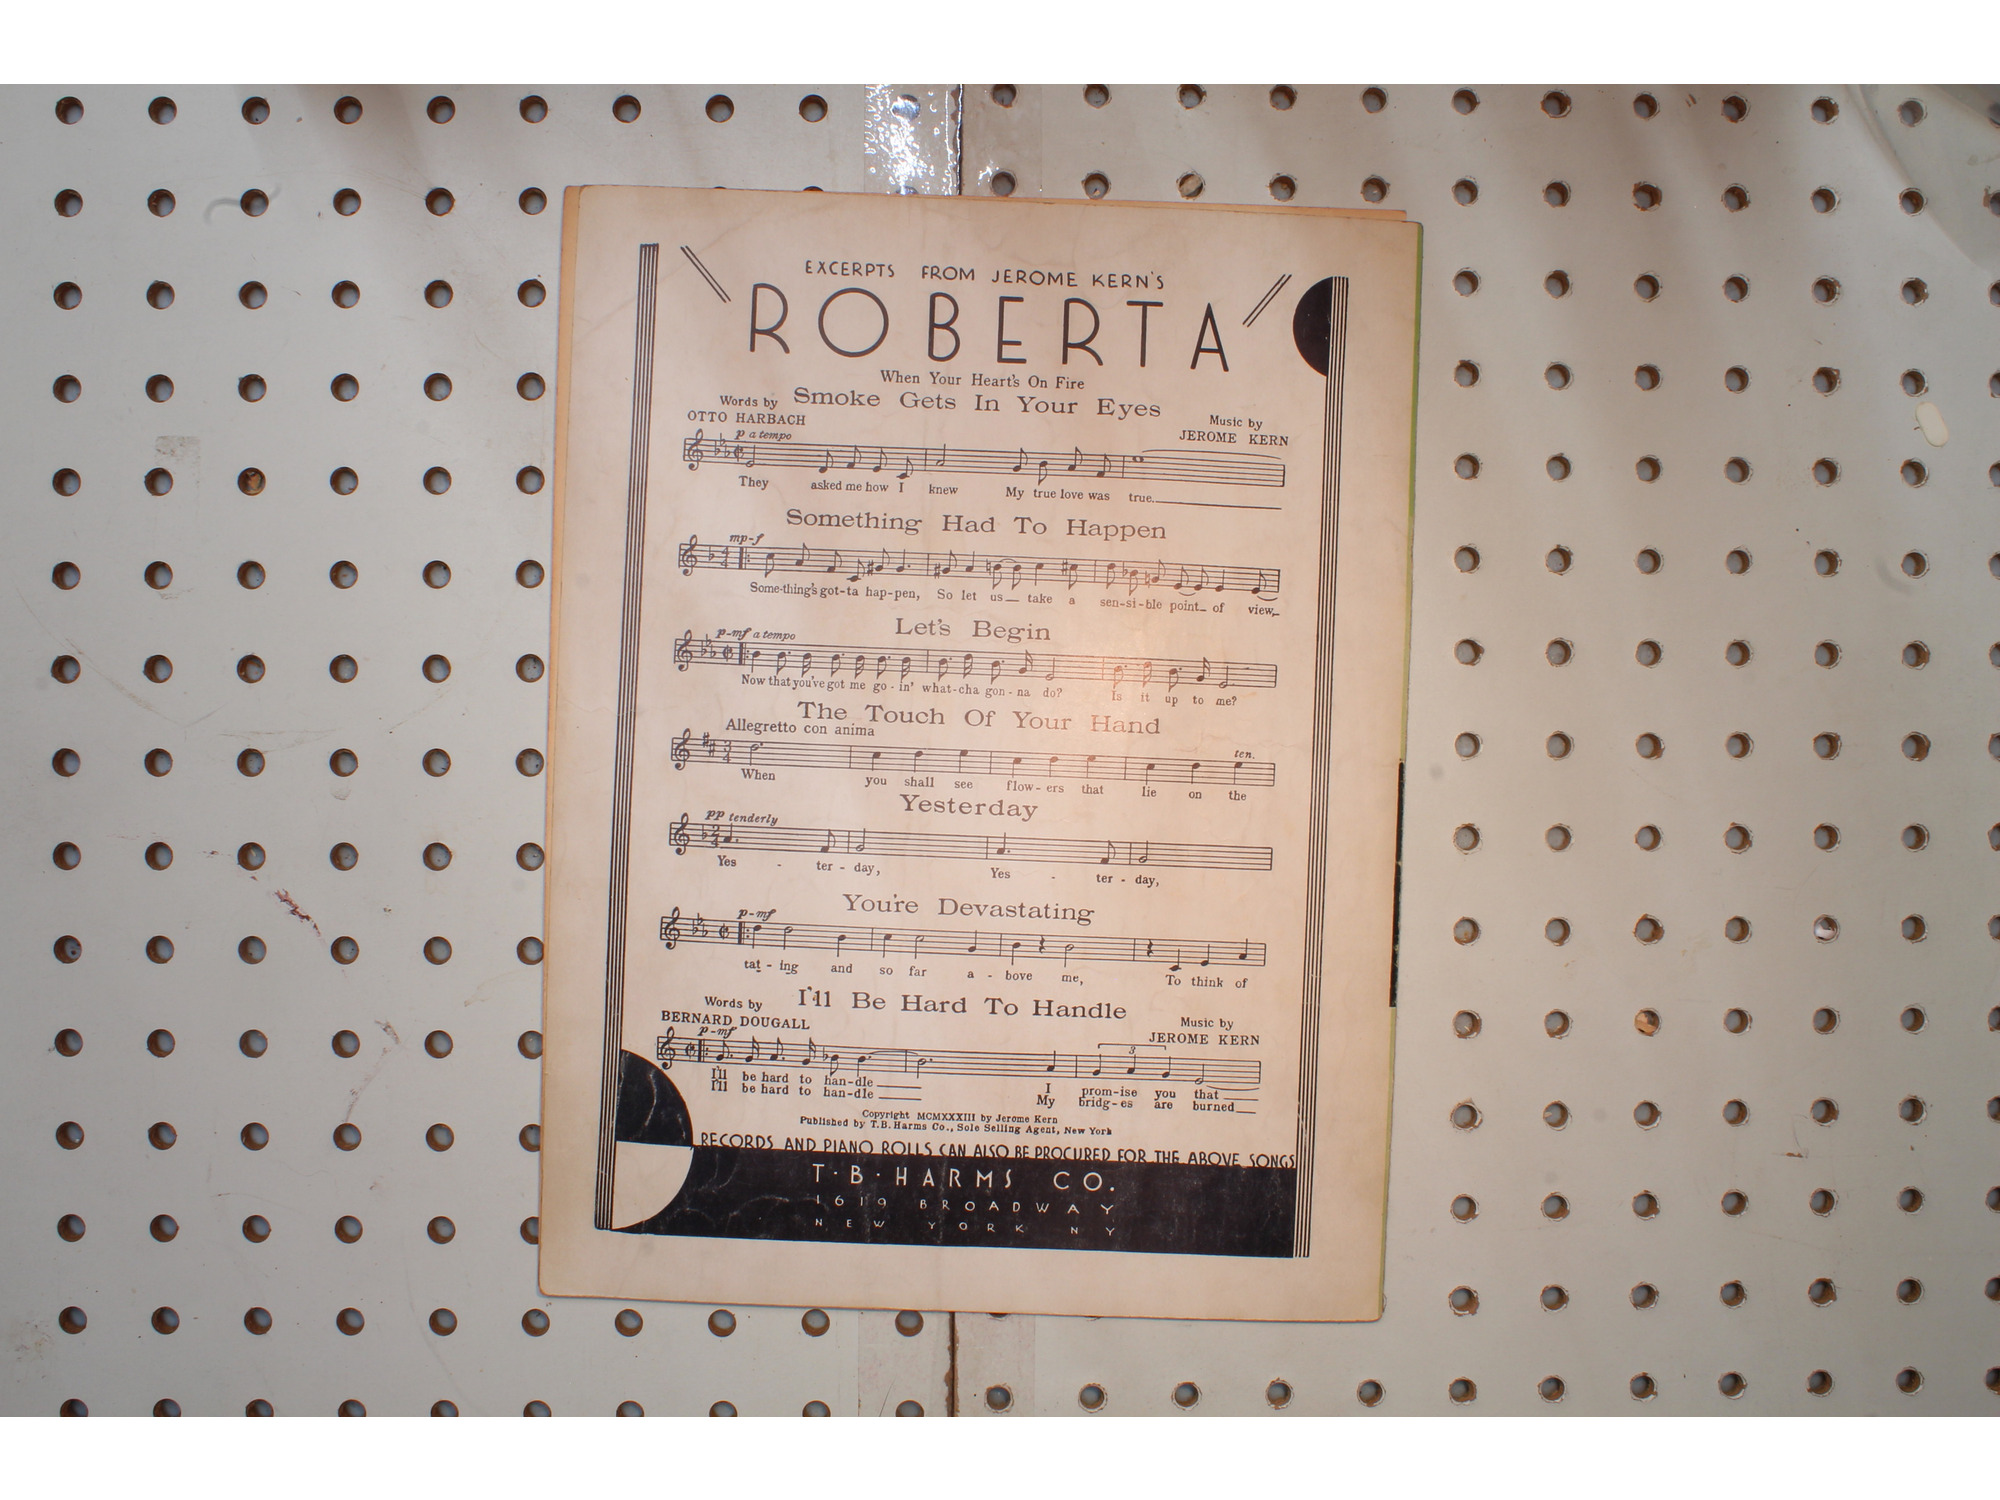 EXCERPTS FROM JEROME KERN'S
ROBERTA
When Your Heart's On Fire
Smoke Gets In Your Eyes
Words by
OTTO HARBACH
Music by
JEROME KERN
p a tempo
They asked me how I knew My true love was true.
Something Had To Happen
mp-f
Some-thing's got-ta hap-pen, So let us take a sen-si-ble point of view,
Let's Begin
p-mf a tempo
Now that you've got me go-in' what-cha gon-na do? Is it up to me?
The Touch Of Your Hand
Allegretto con anima
ten.
When you shall see flow-ers that lie on the
Yesterday
pp tenderly
Yes - ter - day, Yes - ter - day,
You're Devastating
p-mf
tat - ing and so far a - bove me, To think of
I'll Be Hard To Handle
Words by
BERNARD DOUGALL
Music by
JEROME KERN
p-mf
3
I'll be hard to han-dle I prom-ise you that
I'll be hard to han-dle My bridg-es are burned
Copyright MCMXXXIII by Jerome Kern
Published by T.B. Harms Co., Sole Selling Agent, New York
RECORDS AND PIANO ROLLS CAN ALSO BE PROCURED FOR THE ABOVE SONGS
T·B·HARMS CO.
1619 BROADWAY
NEW YORK NY